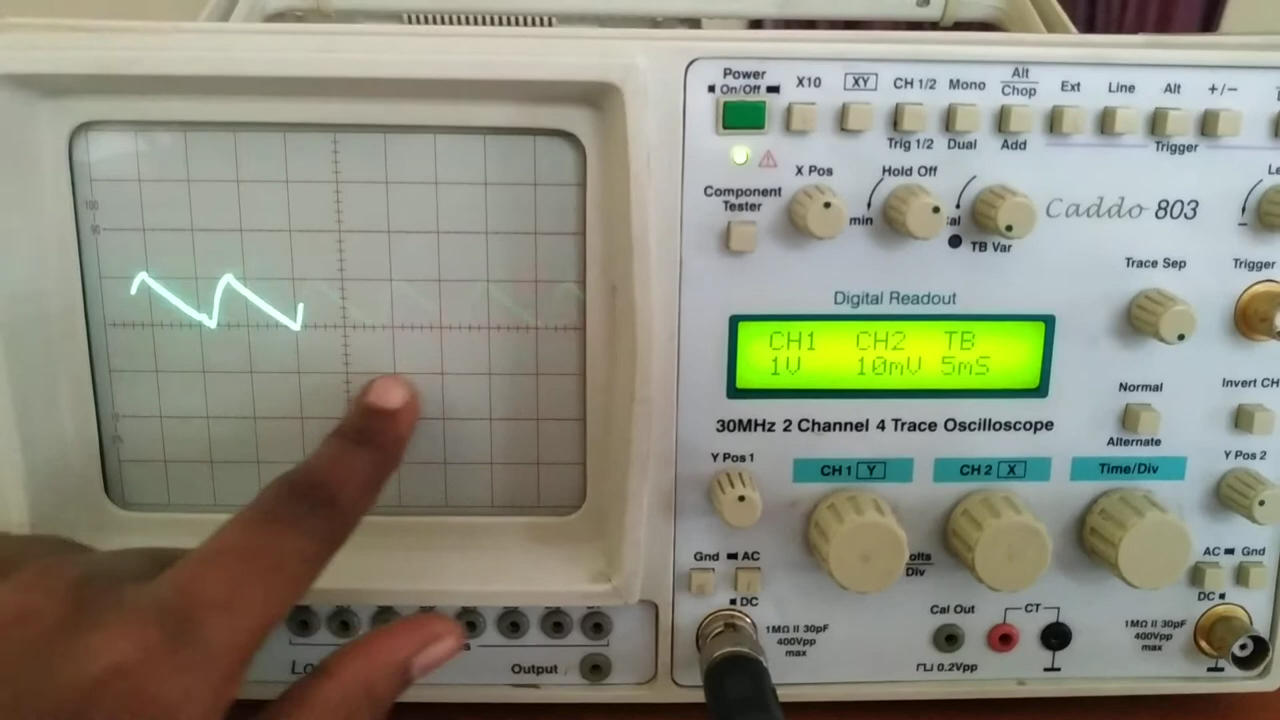 Power
On/Off
X10
XY
CH 1/2
Mono
Alt
Chop
Ext
Line
Alt
+/−
Trig 1/2
Dual
Add
Trigger
X Pos
Hold Off
Component
Tester
min
TB Var
Caddo 803
Trace Sep
Trigger
Digital Readout
CH1 CH2 TB
1V 10mV 5mS
Normal
Alternate
Invert CH
30MHz 2 Channel 4 Trace Oscilloscope
Y Pos 1
CH 1 Y
CH 2 X
Time/Div
Y Pos 2
Gnd AC
DC
Div
AC Gnd
DC
Cal Out
CT
1MΩ II 30pF
400Vpp
max
0.2Vpp
1MΩ II 30pF
400Vpp
max
Output
100
90